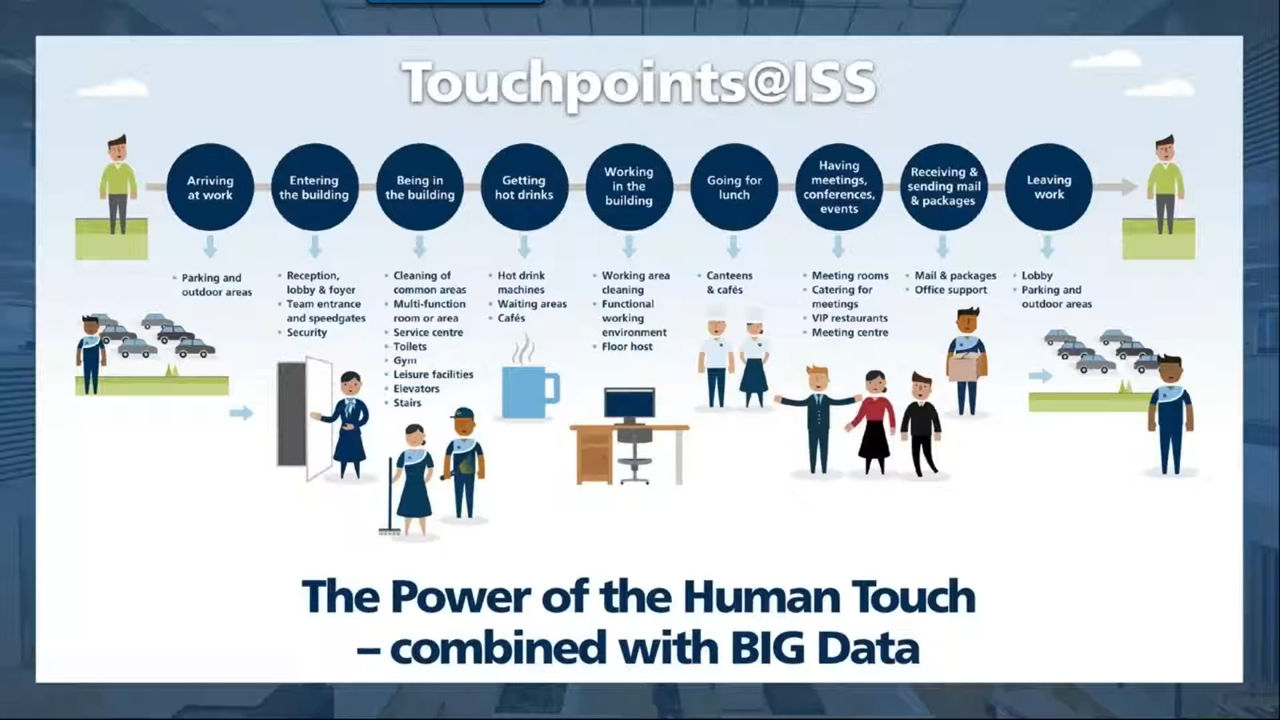 Touchpoints@ISS
Arriving
at work
Entering
the building
Being in
the building
Getting
hot drinks
Working
in the
building
Going for
lunch
Having
meetings,
conferences,
events
Receiving &
sending mail
& packages
Leaving
work
• Parking and
outdoor areas
• Reception,
lobby & foyer
• Team entrance
and speedgates
• Security
• Cleaning of
common areas
• Multi-function
room or area
• Service centre
• Toilets
• Gym
• Leisure facilities
• Elevators
• Stairs
• Hot drink
machines
• Waiting areas
• Cafés
• Working area
cleaning
• Functional
working
environment
• Floor host
• Canteens
& cafés
• Meeting rooms
• Catering for
meetings
• VIP restaurants
• Meeting centre
• Mail & packages
• Office support
• Lobby
• Parking and
outdoor areas
The Power of the Human Touch
– combined with BIG Data